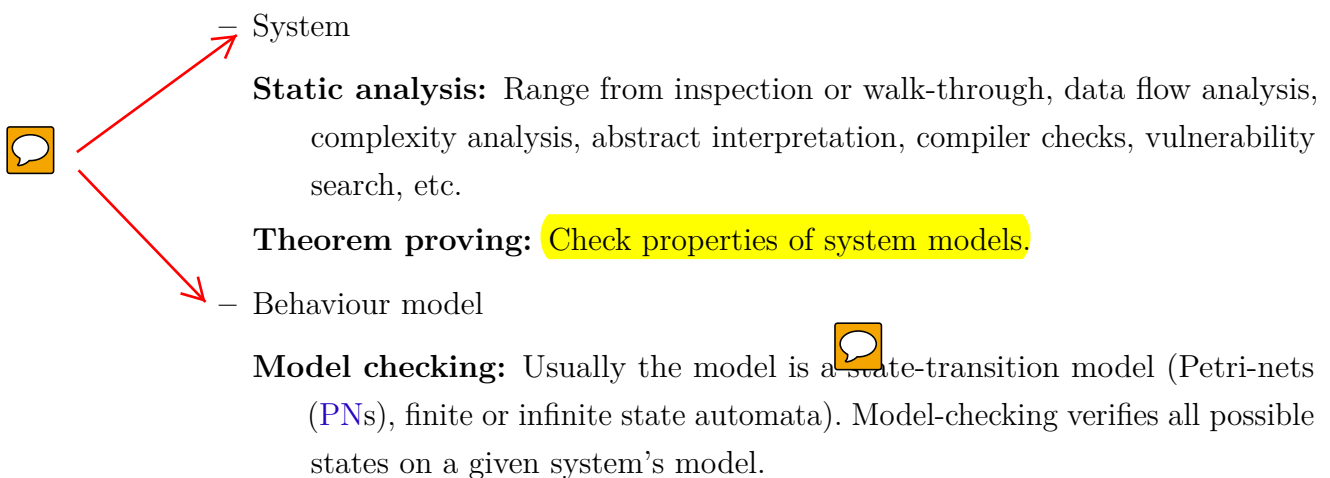 – System
Static analysis: Range from inspection or walk-through, data flow analysis,
complexity analysis, abstract interpretation, compiler checks, vulnerability
search, etc.
Theorem proving: Check properties of system models.
– Behaviour model
Model checking: Usually the model is a state-transition model (Petri-nets
(PNs), finite or infinite state automata). Model-checking verifies all possible
states on a given system's model.